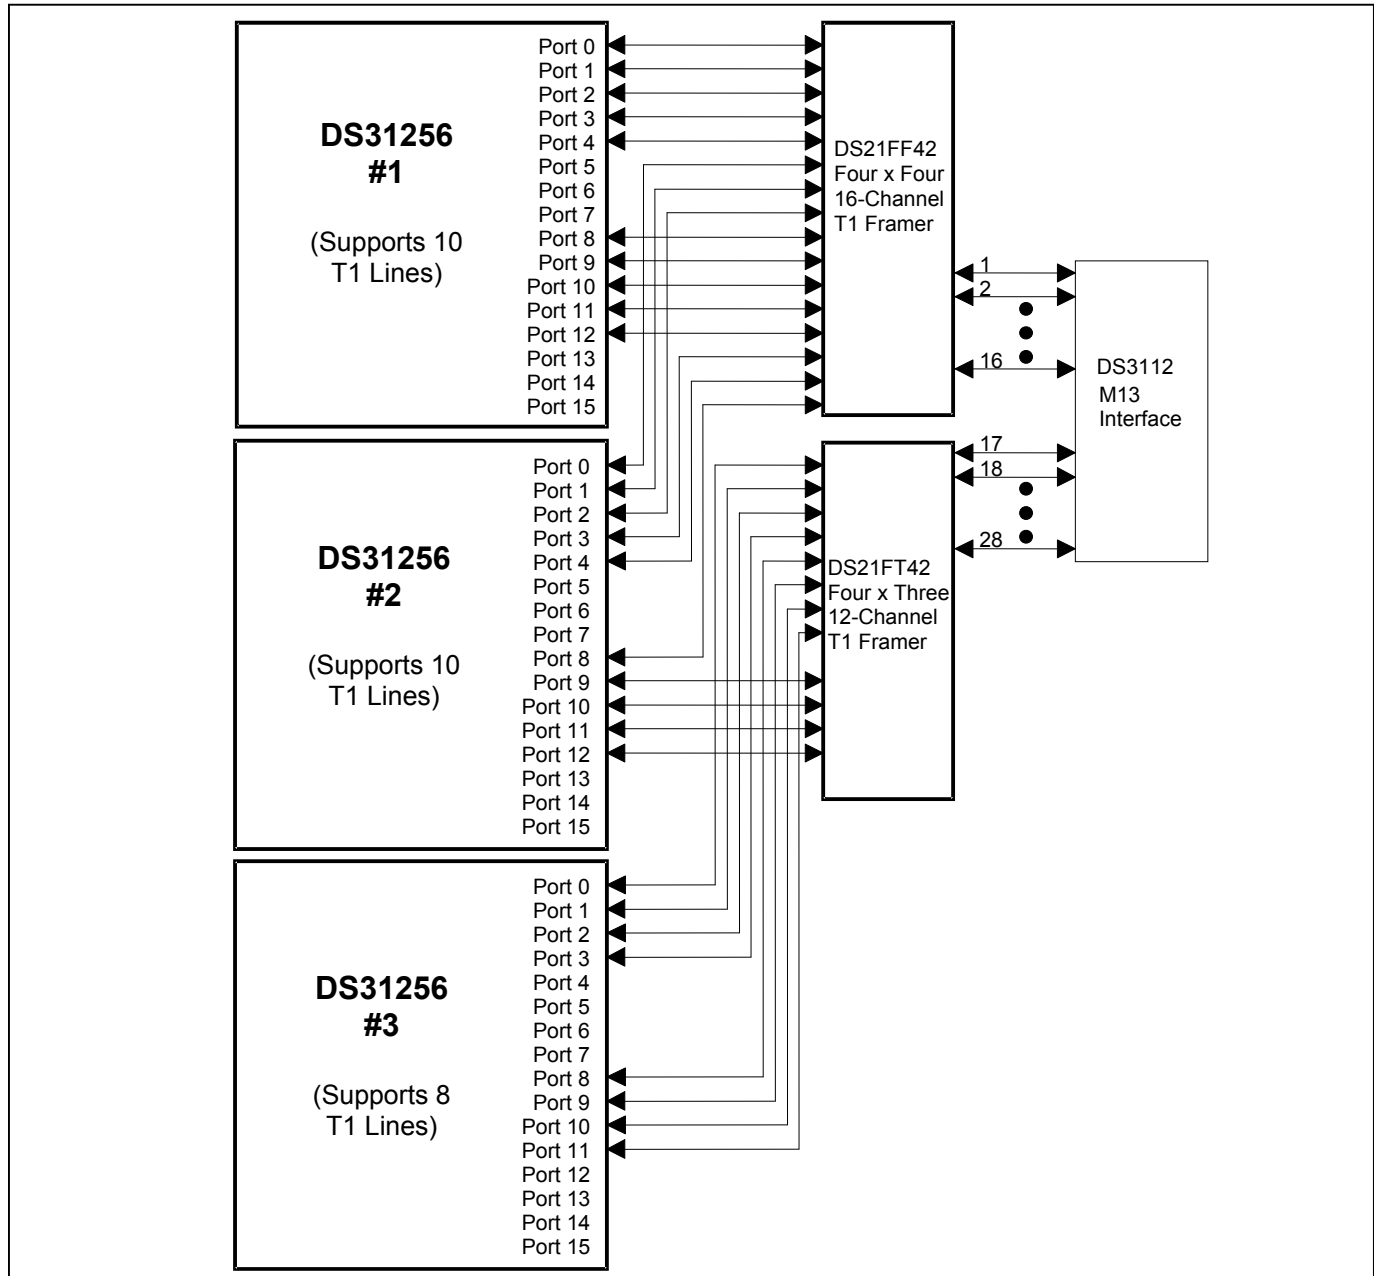 DS31256
#1
(Supports 10
T1 Lines)
Port 0
Port 1
Port 2
Port 3
Port 4
Port 5
Port 6
Port 7
Port 8
Port 9
Port 10
Port 11
Port 12
Port 13
Port 14
Port 15
DS31256
#2
(Supports 10
T1 Lines)
Port 0
Port 1
Port 2
Port 3
Port 4
Port 5
Port 6
Port 7
Port 8
Port 9
Port 10
Port 11
Port 12
Port 13
Port 14
Port 15
DS31256
#3
(Supports 8
T1 Lines)
Port 0
Port 1
Port 2
Port 3
Port 4
Port 5
Port 6
Port 7
Port 8
Port 9
Port 10
Port 11
Port 12
Port 13
Port 14
Port 15
DS21FF42
Four x Four
16-Channel
T1 Framer
DS21FT42
Four x Three
12-Channel
T1 Framer
1
2
16
17
18
28
DS3112
M13
Interface